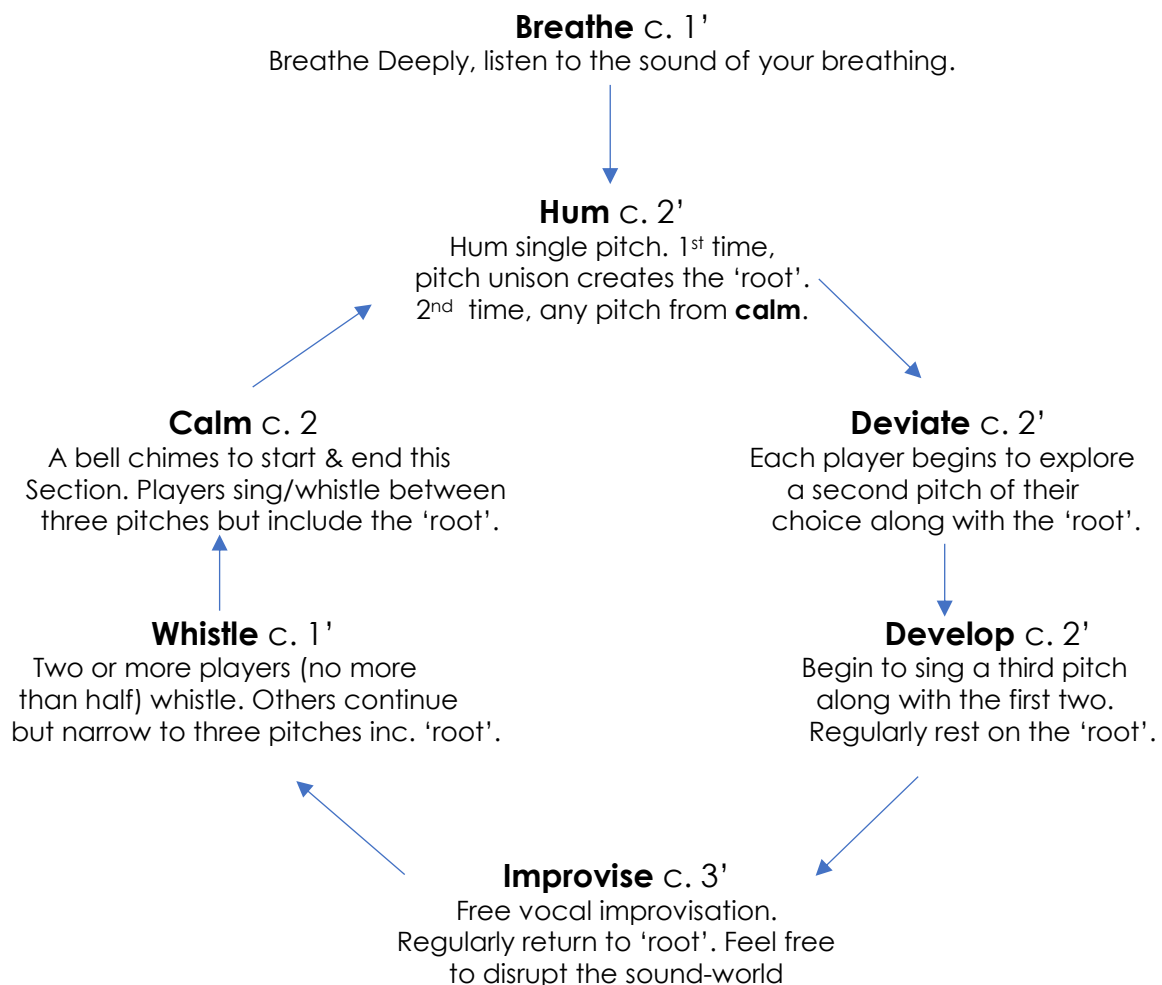 Breathe c. 1’
Breathe Deeply, listen to the sound of your breathing.
Hum c. 2’
Hum single pitch. 1st time,
pitch unison creates the ‘root’.
2nd time, any pitch from calm.
Deviate c. 2’
Each player begins to explore
a second pitch of their
choice along with the ‘root’.
Develop c. 2’
Begin to sing a third pitch
along with the first two.
Regularly rest on the ‘root’.
Improvise c. 3’
Free vocal improvisation.
Regularly return to ‘root’. Feel free
to disrupt the sound-world
Whistle c. 1’
Two or more players (no more
than half) whistle. Others continue
but narrow to three pitches inc. ‘root’.
Calm c. 2
A bell chimes to start & end this
Section. Players sing/whistle between
three pitches but include the ‘root’.